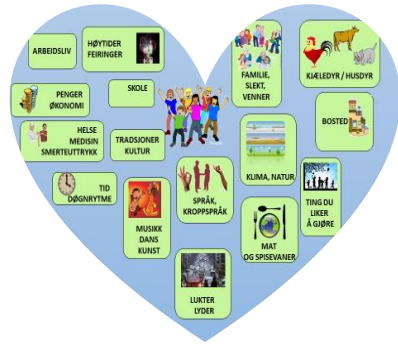 ARBEIDSLIV
HØYTIDER
FEIRINGER
FAMILIE,
SLEKT,
VENNER
KJÆLEDYR / HUSDYR
PENGER
ØKONOMI
SKOLE
BOSTED
HELSE
MEDISIN
SMERTEUTTRYKK
TRADSJONER
KULTUR
KLIMA, NATUR
TID
DØGNRYTME
SPRÅK,
KROPPSPRÅK
TING DU
LIKER
Å GJØRE
MUSIKK
DANS
KUNST
MAT
OG SPISEVANER
LUKTER
LYDER